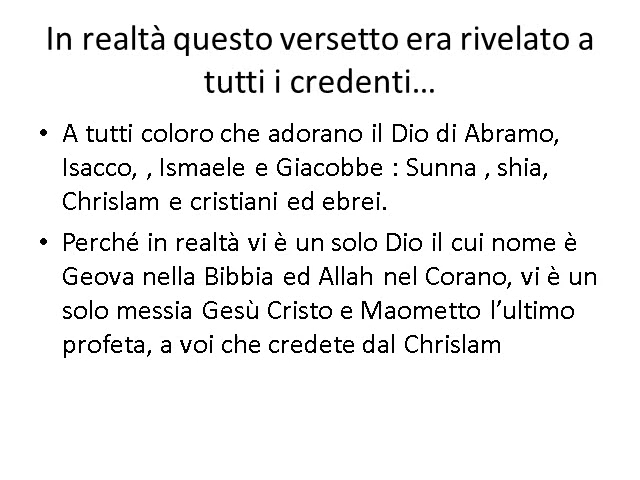 In realtà questo versetto era rivelato a
tutti i credenti…
• A tutti coloro che adorano il Dio di Abramo,
Isacco, , Ismaele e Giacobbe : Sunna , shia,
Chrislam e cristiani ed ebrei.
• Perché in realtà vi è un solo Dio il cui nome è
Geova nella Bibbia ed Allah nel Corano, vi è un
solo messia Gesù Cristo e Maometto l’ultimo
profeta, a voi che credete dal Chrislam